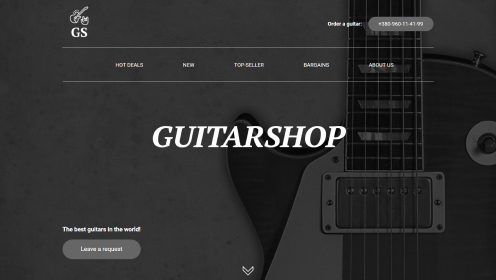 GS
Order a guitar:
+380-960-11-41-99
HOT DEALS
NEW
TOP-SELLER
BARGAINS
ABOUT US
GUITARSHOP
The best guitars in the world!
Leave a request